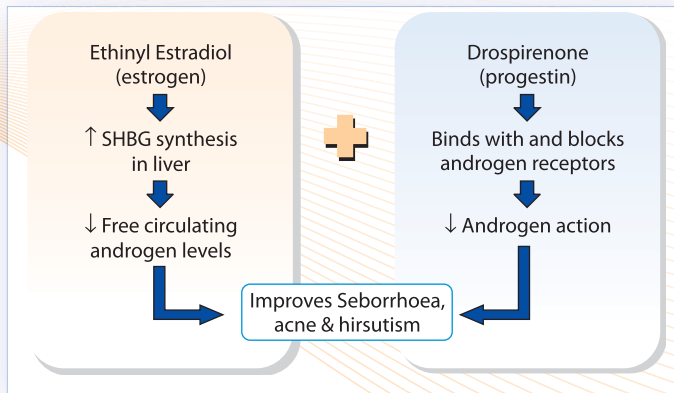 Ethinyl Estradiol
(estrogen)
↑ SHBG synthesis
in liver
↓ Free circulating
androgen levels
Drospirenone
(progestin)
Binds with and blocks
androgen receptors
↓ Androgen action
Improves Seborrhoea,
acne & hirsutism